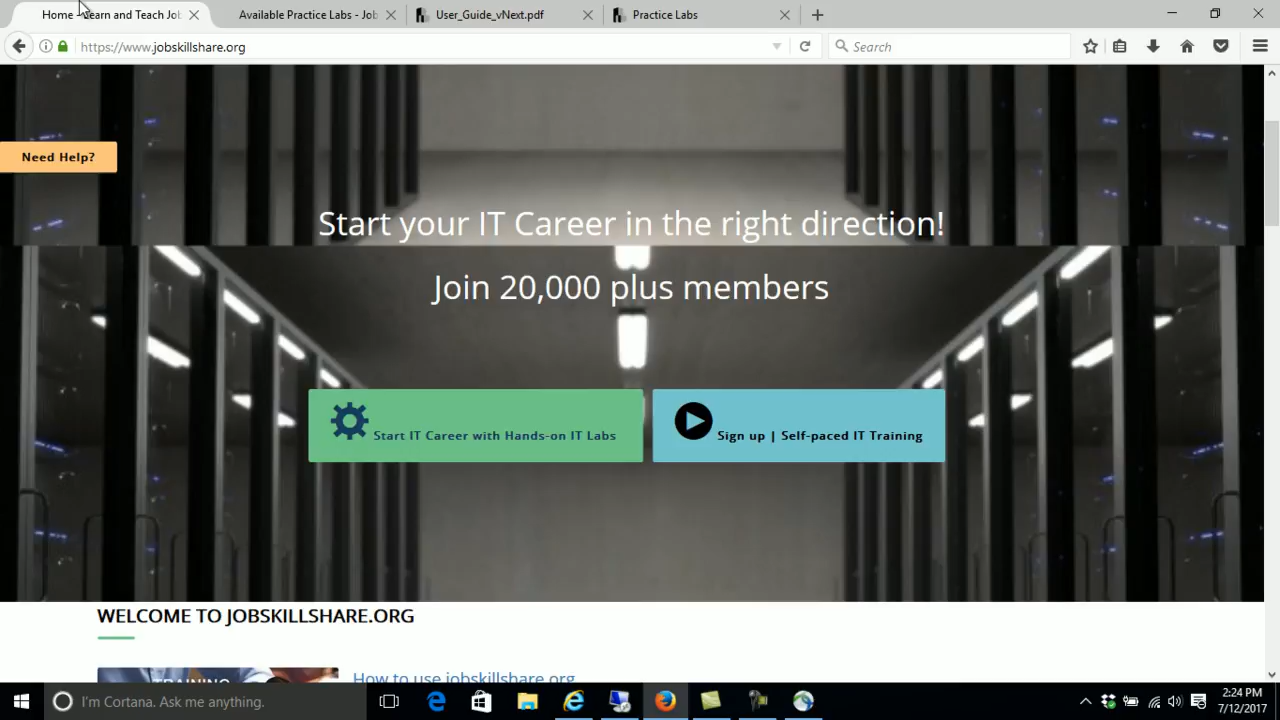 Home - Learn and Teach Job
Available Practice Labs - Job
User_Guide_vNext.pdf
Practice Labs
https://www.jobskillshare.org
Search
Need Help?
Start your IT Career in the right direction!
Join 20,000 plus members
Start IT Career with Hands-on IT Labs
Sign up | Self-paced IT Training
WELCOME TO JOBSKILLSHARE.ORG
TRAINING
How to use jobskillshare.org
I'm Cortana. Ask me anything.
2:24 PM
7/12/2017